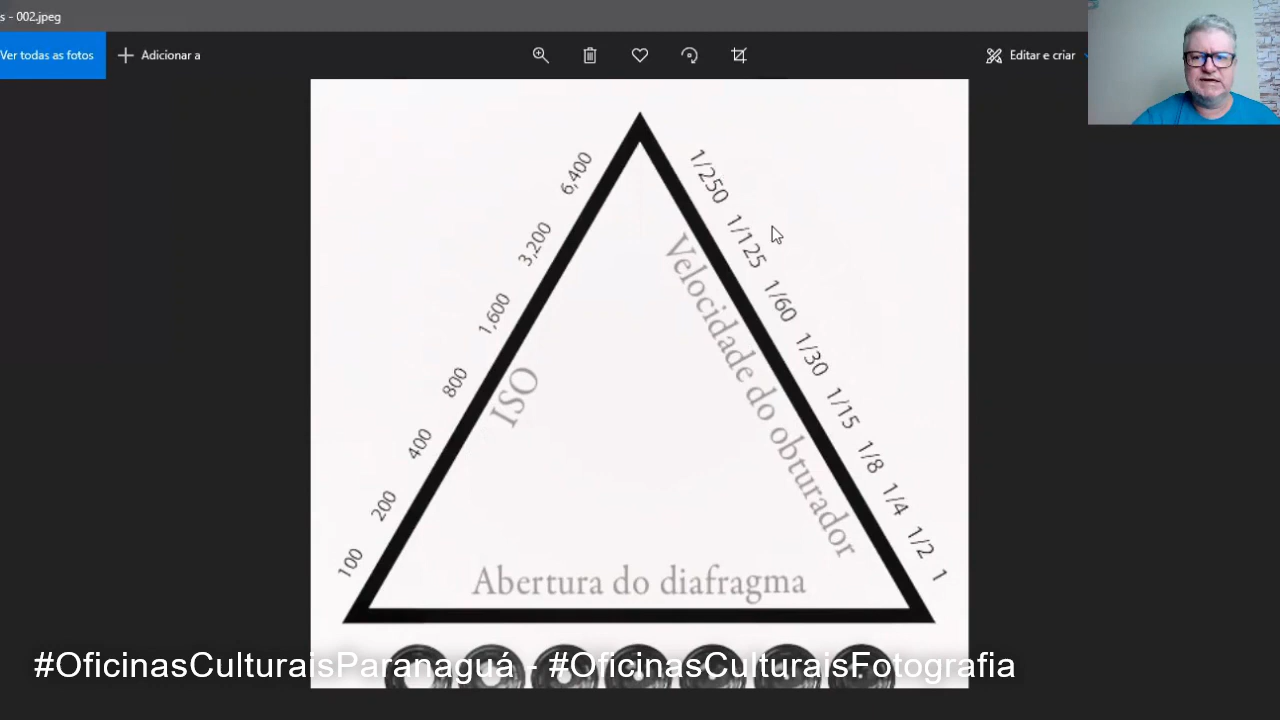 s - 002.jpeg
Ver todas as fotos
Adicionar a
Editar e criar
6,400
3,200
1,600
800
400
200
100
ISO
1/250
1/125
1/60
1/30
1/15
1/8
1/4
1/2
1
Velocidade do obturador
Abertura do diafragma
#OficinasCulturaisParanaguá - #OficinasCulturaisFotografia